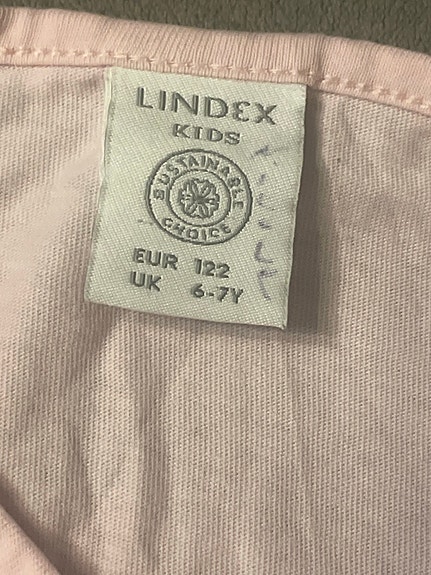 LINDEX
KIDS
SUSTAINABLE
CHOICE
EUR 122
UK 6-7Y